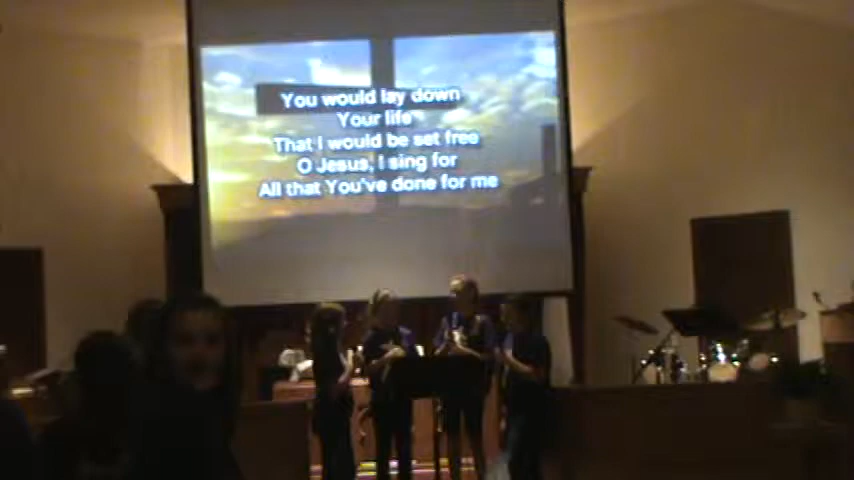 You would lay down
Your life
That I would be set free
O Jesus, I sing for
All that You've done for me